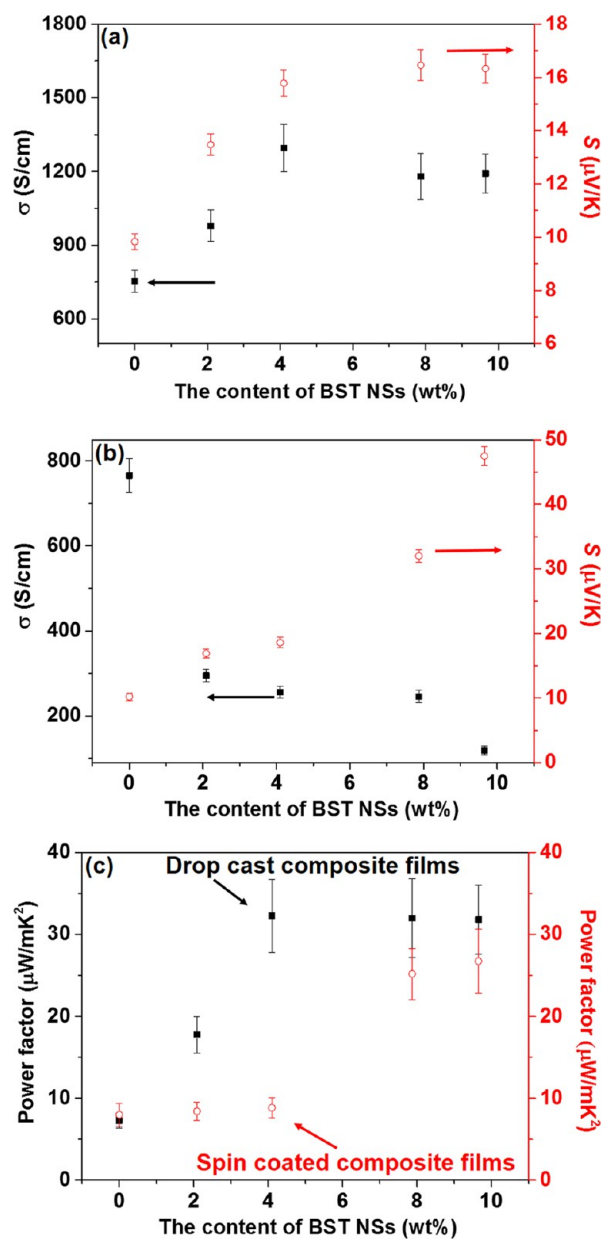 (a)
1800
1500
1200
900
600
σ (S/cm)
18
16
14
12
10
8
6
S (μV/K)
0 2 4 6 8 10
The content of BST NSs (wt%)
(b)
800
600
400
200
σ (S/cm)
50
40
30
20
10
0
S (μV/K)
0 2 4 6 8 10
The content of BST NSs (wt%)
(c)
Drop cast composite films
40
30
20
10
0
Power factor (μW/mK²)
40
30
20
10
0
Power factor (μW/mK²)
Spin coated composite films
0 2 4 6 8 10
The content of BST NSs (wt%)